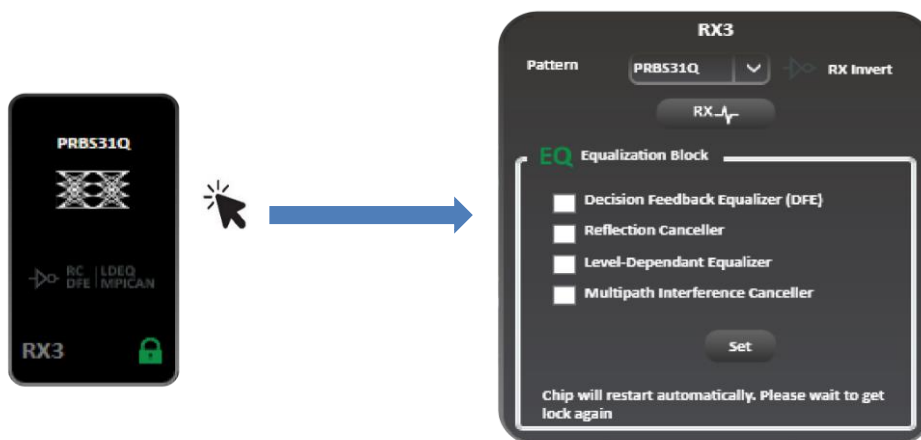 PRBS31Q
RC | LDEQ
DFE | MPICAN
RX3
RX3
Pattern
PRBS31Q
RX Invert
RX
EQ Equalization Block
Decision Feedback Equalizer (DFE)
Reflection Canceller
Level-Dependant Equalizer
Multipath Interference Canceller
Set
Chip will restart automatically. Please wait to get
lock again